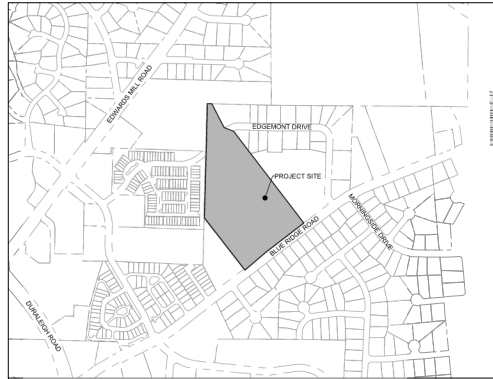 EDWARDS MILL ROAD
EDGEMONT DRIVE
PROJECT SITE
BLUE RIDGE ROAD
MORNINGSIDE DRIVE
DURALEIGH ROAD